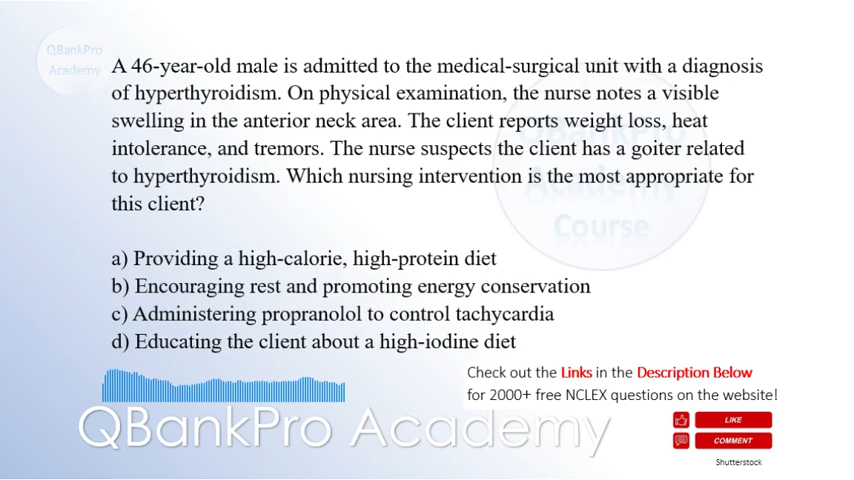 QBankPro
Academy
A 46-year-old male is admitted to the medical-surgical unit with a diagnosis
of hyperthyroidism. On physical examination, the nurse notes a visible
swelling in the anterior neck area. The client reports weight loss, heat
intolerance, and tremors. The nurse suspects the client has a goiter related
to hyperthyroidism. Which nursing intervention is the most appropriate for
this client?
QBankPro
Academy
Course
a) Providing a high-calorie, high-protein diet
b) Encouraging rest and promoting energy conservation
c) Administering propranolol to control tachycardia
d) Educating the client about a high-iodine diet
Check out the Links in the Description Below
for 2000+ free NCLEX questions on the website!
QBankPro Academy
LIKE
COMMENT
Shutterstock